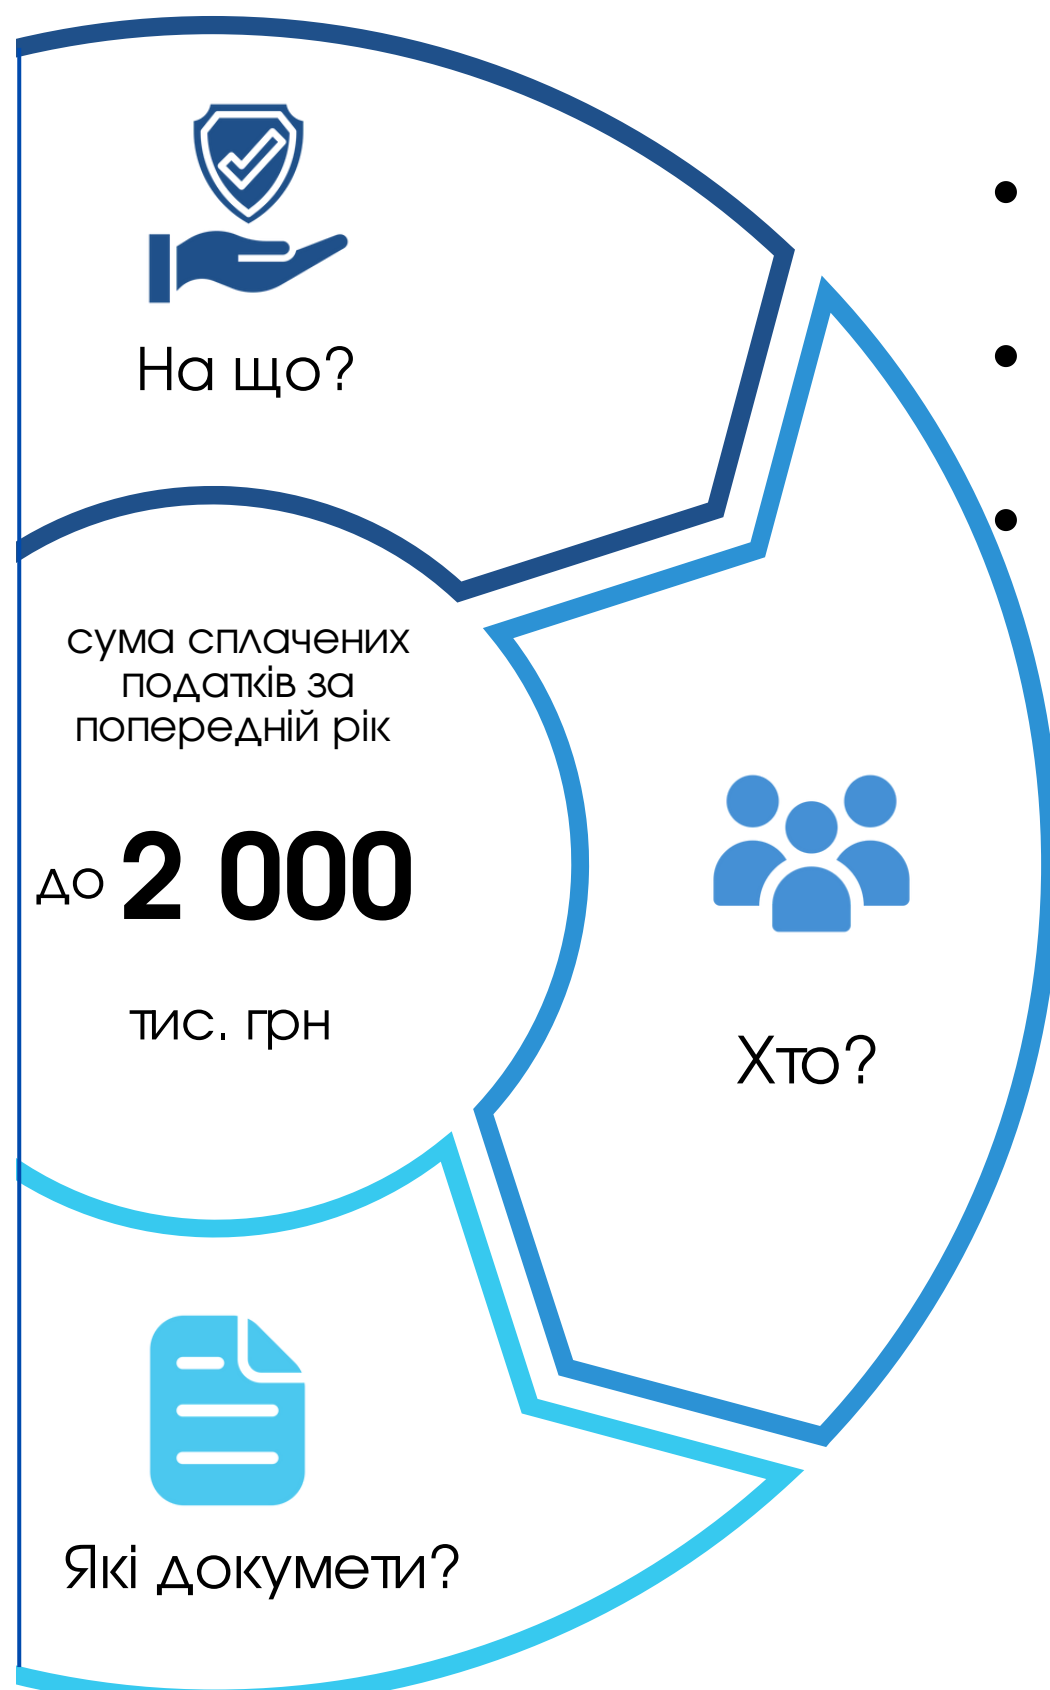 На що?
сума сплачених
податків за
попередній рік
до 2 000
тис. грн
Хто?
Які докумети?